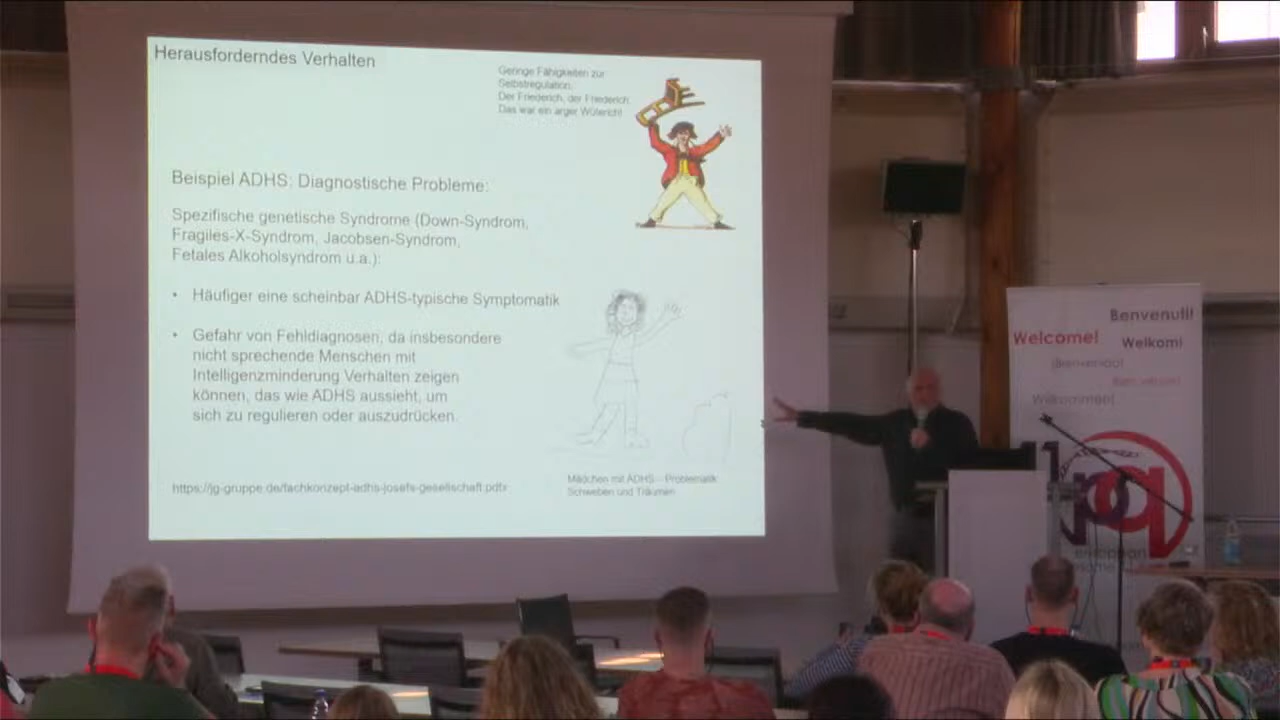 Herausforderndes Verhalten
Geringe Fähigkeiten zur
Selbstregulation.
Der Friederich, der Friederich
Das war ein arger Wüterich!
Beispiel ADHS: Diagnostische Probleme:
Spezifische genetische Syndrome (Down-Syndrom,
Fragiles-X-Syndrom, Jacobsen-Syndrom,
Fetales Alkoholsyndrom u.a.):
• Häufiger eine scheinbar ADHS-typische Symptomatik
• Gefahr von Fehldiagnosen, da insbesondere
nicht sprechende Menschen mit
Intelligenzminderung Verhalten zeigen
können, das wie ADHS aussieht, um
sich zu regulieren oder auszudrücken.
https://jg-gruppe.de/fachkonzept-adhs-josefs-gesellschaft.pdfx
Mädchen mit ADHS – Problematik
Schweben und Träumen
Benvenuti!
Welcome!
Welkom!
Bienvenido!
Willkommen!
11
pq
european